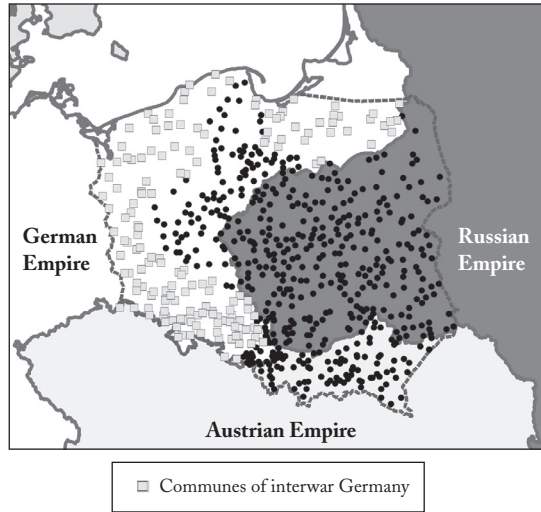 German
Empire
Russian
Empire
Austrian Empire
Communes of interwar Germany